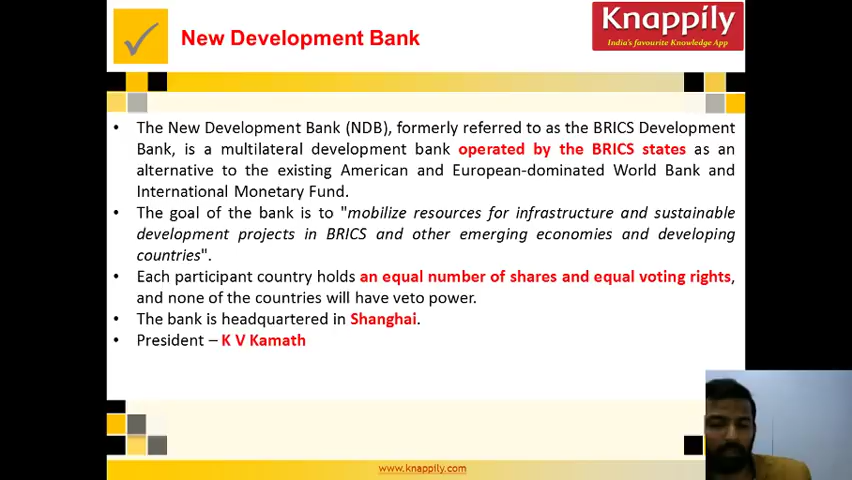 New Development Bank
Knappily
India's favourite Knowledge App
• The New Development Bank (NDB), formerly referred to as the BRICS Development
Bank, is a multilateral development bank operated by the BRICS states as an
alternative to the existing American and European-dominated World Bank and
International Monetary Fund.
• The goal of the bank is to "mobilize resources for infrastructure and sustainable
development projects in BRICS and other emerging economies and developing
countries".
• Each participant country holds an equal number of shares and equal voting rights,
and none of the countries will have veto power.
• The bank is headquartered in Shanghai.
• President – K V Kamath
www.knappily.com